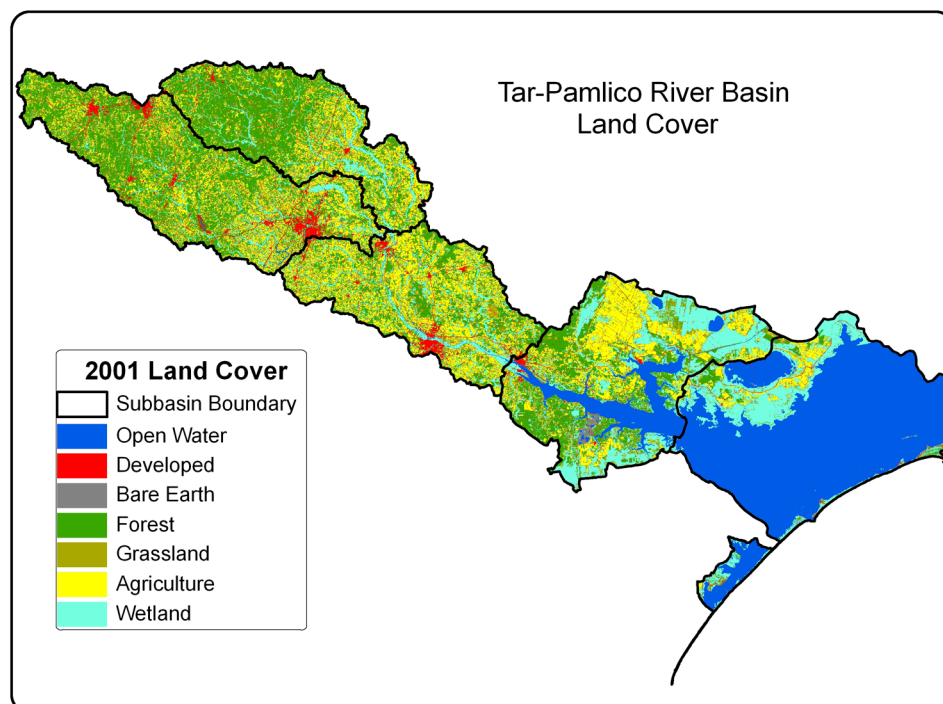 Tar-Pamlico River Basin
Land Cover
2001 Land Cover
Subbasin Boundary
Open Water
Developed
Bare Earth
Forest
Grassland
Agriculture
Wetland